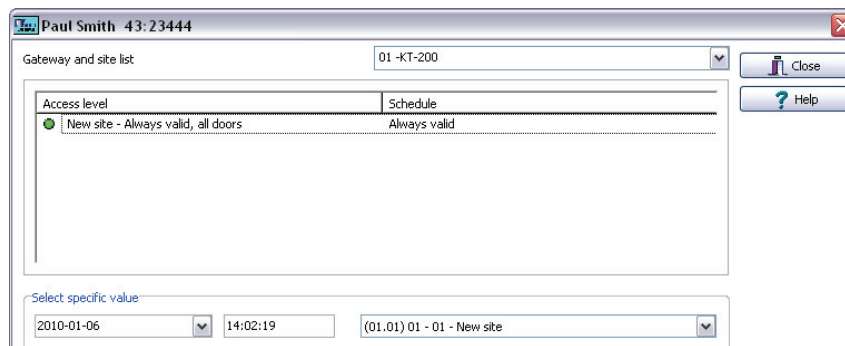 Paul Smith 43:23444
Gateway and site list
01 -KT-200
Close
Help
Access level Schedule
New site - Always valid, all doors Always valid
Select specific value
2010-01-06 14:02:19 (01.01) 01 - 01 - New site